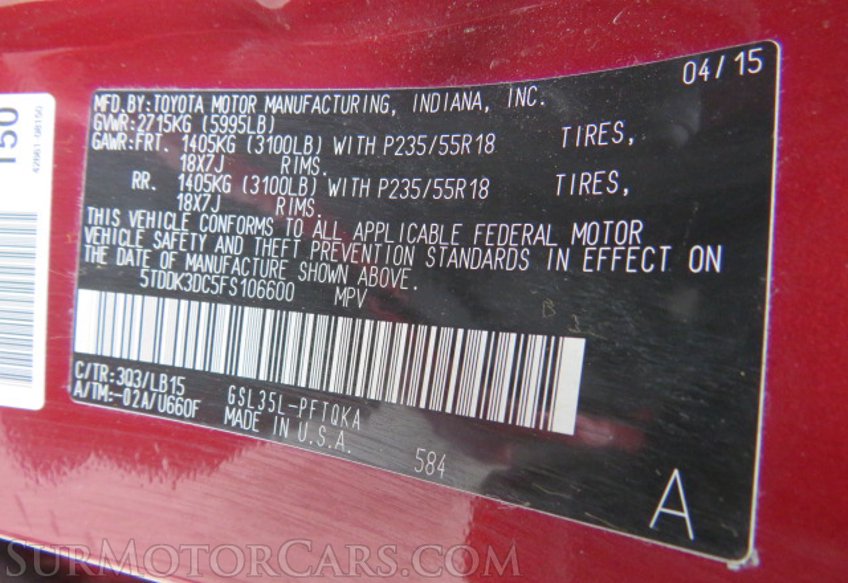 04/15
MFD.BY:TOYOTA MOTOR MANUFACTURING, INDIANA, INC.
GVWR:2715KG (5995LB)
GAWR:FRT. 1405KG (3100LB) WITH P235/55R18 TIRES,
18X7J RIMS.
RR. 1405KG (3100LB) WITH P235/55R18 TIRES,
18X7J RIMS.
THIS VEHICLE CONFORMS TO ALL APPLICABLE FEDERAL MOTOR
VEHICLE SAFETY AND THEFT PREVENTION STANDARDS IN EFFECT ON
THE DATE OF MANUFACTURE SHOWN ABOVE.
5TDDK3DC5FS106600 MPV
C/TR:3Q3/LB15
A/TM:-02A/U660F
GSL35L-PFTQKA
MADE IN U.S.A.
584
A
150
42661-08150
SURMOTORCARS.COM